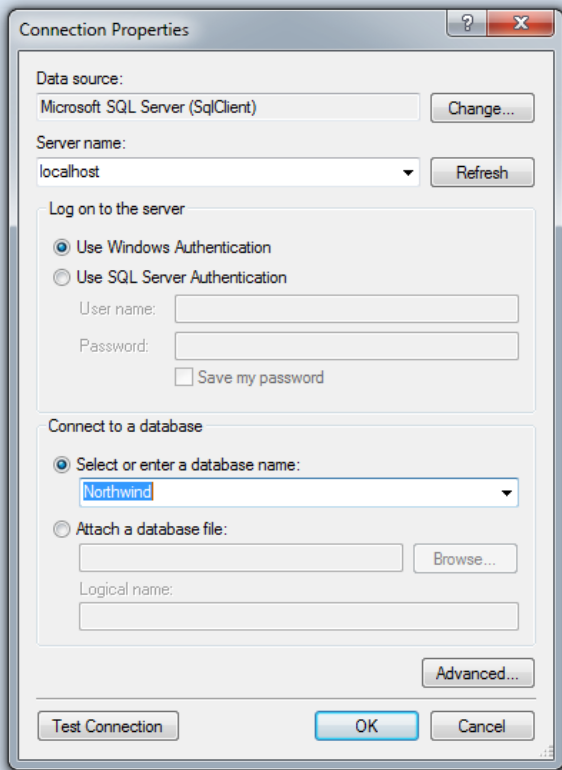 Connection Properties
Data source:
Microsoft SQL Server (SqlClient)
Change...
Server name:
localhost
Refresh
Log on to the server
Use Windows Authentication
Use SQL Server Authentication
User name:
Password:
Save my password
Connect to a database
Select or enter a database name:
Northwind
Attach a database file:
Browse...
Logical name:
Advanced...
Test Connection
OK
Cancel